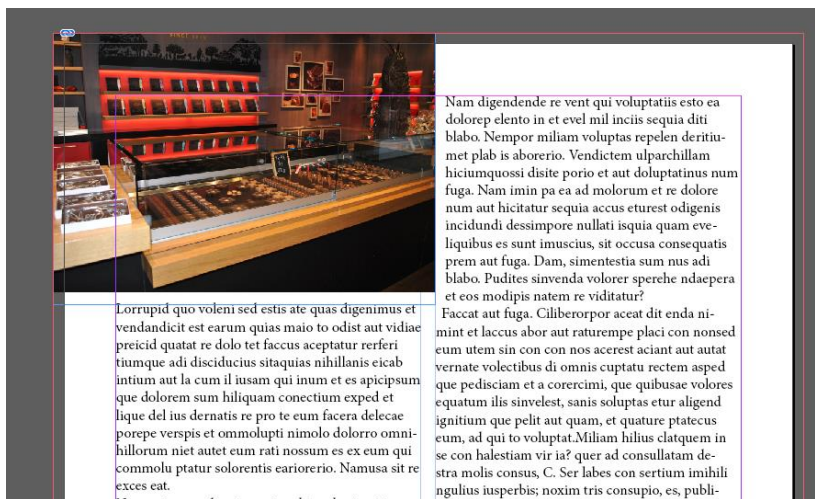 Lorrupid quo voleni sed estis ate quas digenimus et
vendandicit est earum quias maio to odist aut vidiae
preicid quatat re dolo tet faccus aceptatur rerferi
tiumque adi disciducius sitaquias nihillanis eicab
intium aut la cum il iusam qui inum et es apicipsum
que dolorem sum hiliquam conectium exped et
lique del ius dernatis re pro te eum facera delecae
porepe verspis et ommolupti nimolo dolorro omni-
hillorum niet autet eum rati nossum es ex eum qui
commolu ptatur solorentis eariorerio. Namusa sit re
exces eat.
Nam digendende re vent qui voluptatiis esto ea
dolorep elento in et evel mil inciis sequia diti
blabo. Nempor miliam voluptas repelen deritiu-
met plab is aborerio. Vendictem ulparchillam
hiciumquossi disite porio et aut doluptatinus num
fuga. Nam imin pa ea ad molorum et re dolore
num aut hicitatur sequia accus eturest odigenis
incidundi dessimpore nullati isquia quam eve-
liquibus es sunt imuscius, sit occusa consequatis
prem aut fuga. Dam, simentestia sum nus adi
blabo. Pudites sinvenda volorer sperehe ndaepera
et eos modipis natem re viditatur?
Faccat aut fuga. Ciliberorpor aceat dit enda ni-
mint et laccus abor aut raturempe placi con nonsed
eum utem sin con con nos acerest aciant aut autat
vernate volectibus di omnis cuptatu rectem asped
que pedisciam et a corercimi, que quibusae volores
equatum ilis sinvelest, sanis soluptas etur aligend
ignitium que pelit aut quam, et quature ptatecus
eum, ad qui to voluptat.Miliam hilius clatquem in
se con halestiam vir ia? quer ad consullatam de-
stra molis consus, C. Ser labes con sertium imihili
ngulius iusperbis; noxim tris consupio, es, publi-